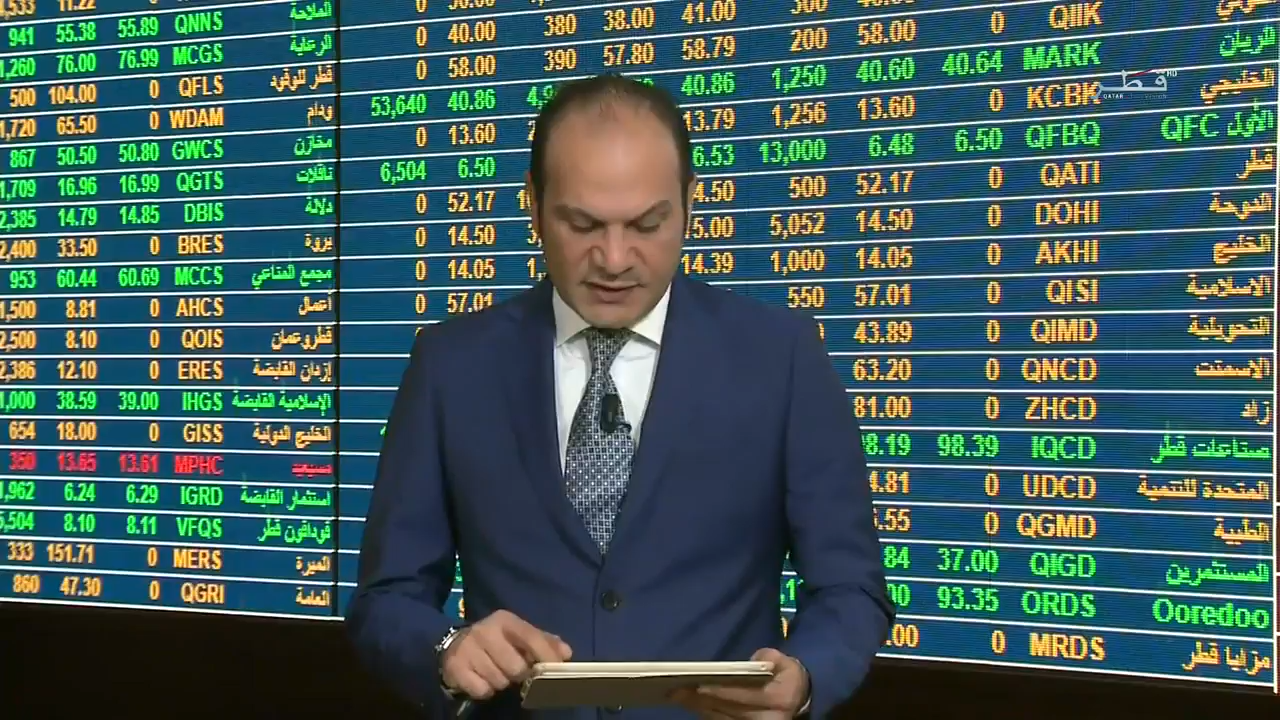 941 55.38 55.89 QNNS الملاحة
1,260 76.00 76.99 MCGS الرعاية
500 104.00 0 QFLS قطر للوقود
1,720 65.50 0 WDAM ودام
867 50.50 50.80 GWCS مخازن
1,709 16.96 16.99 QGTS ناقلات
2,385 14.79 14.85 DBIS دلالة
2,400 33.50 0 BRES بروة
953 60.44 60.69 MCCS مجمع المناعي
1,500 8.81 0 AHCS أعمال
2,500 8.10 0 QOIS قطر وعمان
2,386 12.10 0 ERES إزدان القابضة
1,000 38.59 39.00 IHGS الإسلامية القابضة
654 18.00 0 GISS الخليج الدولية
350 13.65 13.61 MPHC مسيعيد
1,962 6.24 6.29 IGRD استثمار القابضة
5,504 8.10 8.11 VFQS فودافون قطر
333 151.71 0 MERS الميرة
860 47.30 0 QGRI العامة
0 40.00 380 38.00 41.00 300 0 QIIK
0 58.00 390 57.80 58.79 200 58.00 0 MARK الريان
53,640 40.86 40.86 1,250 40.60 40.64 KCBK الخليجي
0 13.60 13.79 1,256 13.60 0 QFBQ الأول QFC
6,504 6.50 6.53 13,000 6.48 6.50 QATI قطر
0 52.17 500 52.17 0 DOHI الدوحة
0 14.50 5,052 14.50 0 AKHI الخليج
0 14.05 14.39 1,000 14.05 0 QISI الاسلامية
0 57.01 550 57.01 0 QIMD التحويلية
43.89 0 QNCD الاسمنت
63.20 0 ZHCD زاد
81.00 0 IQCD صناعات قطر
98.39 UDCD المتحدة للتنمية
0 QGMD الطبية
0 QIGD المستثمرين
37.00 ORDS Ooredoo
93.35 MRDS مزايا قطر
0
قطر HD
QATAR